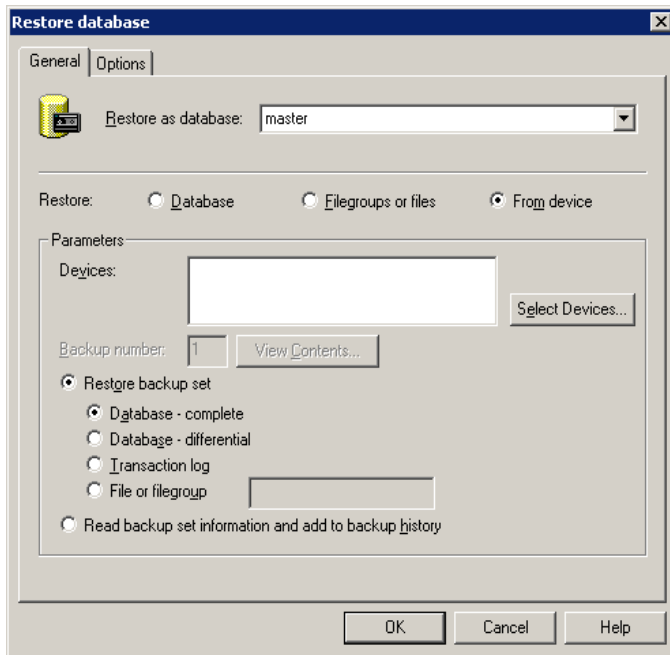 Restore database
General Options
Restore as database: master
Restore: Database Filegroups or files From device
Parameters
Devices:
Select Devices...
Backup number: 1 View Contents...
Restore backup set
Database - complete
Database - differential
Transaction log
File or filegroup
Read backup set information and add to backup history
OK Cancel Help